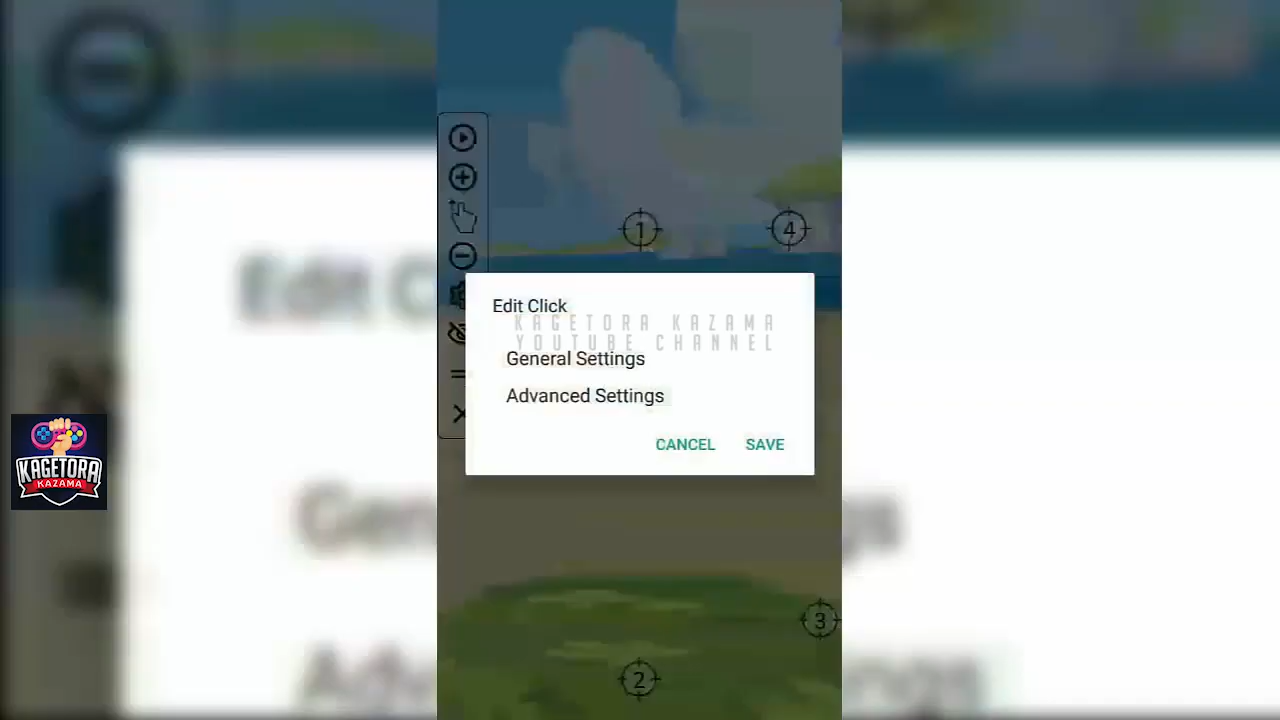 1
4
Edit Click
KAGETORA KAZAMA
YOUTUBE CHANNEL
General Settings
Advanced Settings
CANCEL SAVE
KAGETORA
KAZAMA
3
2